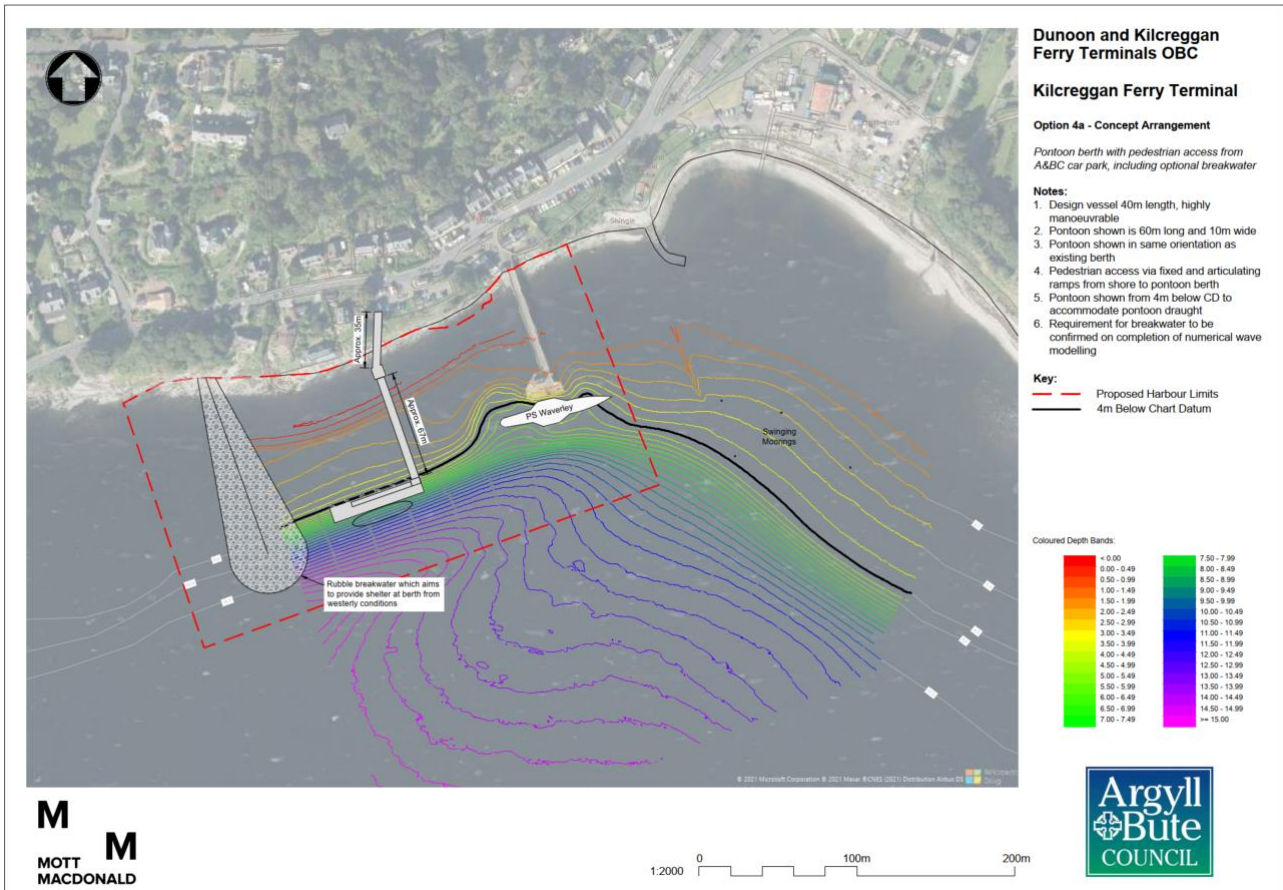 Dunoon and Kilcreggan
Ferry Terminals OBC
Kilcreggan Ferry Terminal
Option 4a - Concept Arrangement
Pontoon berth with pedestrian access from
A&BC car park, including optional breakwater
Notes:
1. Design vessel 40m length, highly
manoeuvrable
2. Pontoon shown is 60m long and 10m wide
3. Pontoon shown in same orientation as
existing berth
4. Pedestrian access via fixed and articulating
ramps from shore to pontoon berth
5. Pontoon shown from 4m below CD to
accommodate pontoon draught
6. Requirement for breakwater to be
confirmed on completion of numerical wave
modelling
Key:
Proposed Harbour Limits
4m Below Chart Datum
Shingle
Approx. 35m
Approx. 67m
PS Waverley
Swinging
Moorings
Rubble breakwater which aims
to provide shelter at berth from
westerly conditions
Coloured Depth Bands:
< 0.00
0.00 - 0.49
0.50 - 0.99
1.00 - 1.49
1.50 - 1.99
2.00 - 2.49
2.50 - 2.99
3.00 - 3.49
3.50 - 3.99
4.00 - 4.49
4.50 - 4.99
5.00 - 5.49
5.50 - 5.99
6.00 - 6.49
6.50 - 6.99
7.00 - 7.49
7.50 - 7.99
8.00 - 8.49
8.50 - 8.99
9.00 - 9.49
9.50 - 9.99
10.00 - 10.49
10.50 - 10.99
11.00 - 11.49
11.50 - 11.99
12.00 - 12.49
12.50 - 12.99
13.00 - 13.49
13.50 - 13.99
14.00 - 14.49
14.50 - 14.99
>= 15.00
© 2021 Microsoft Corporation © 2021 Maxar ©CNES (2021) Distribution Airbus DS
Microsoft
Bing
M
M
MOTT
MACDONALD
1:2000
0
100m
200m
Argyll
&Bute
COUNCIL